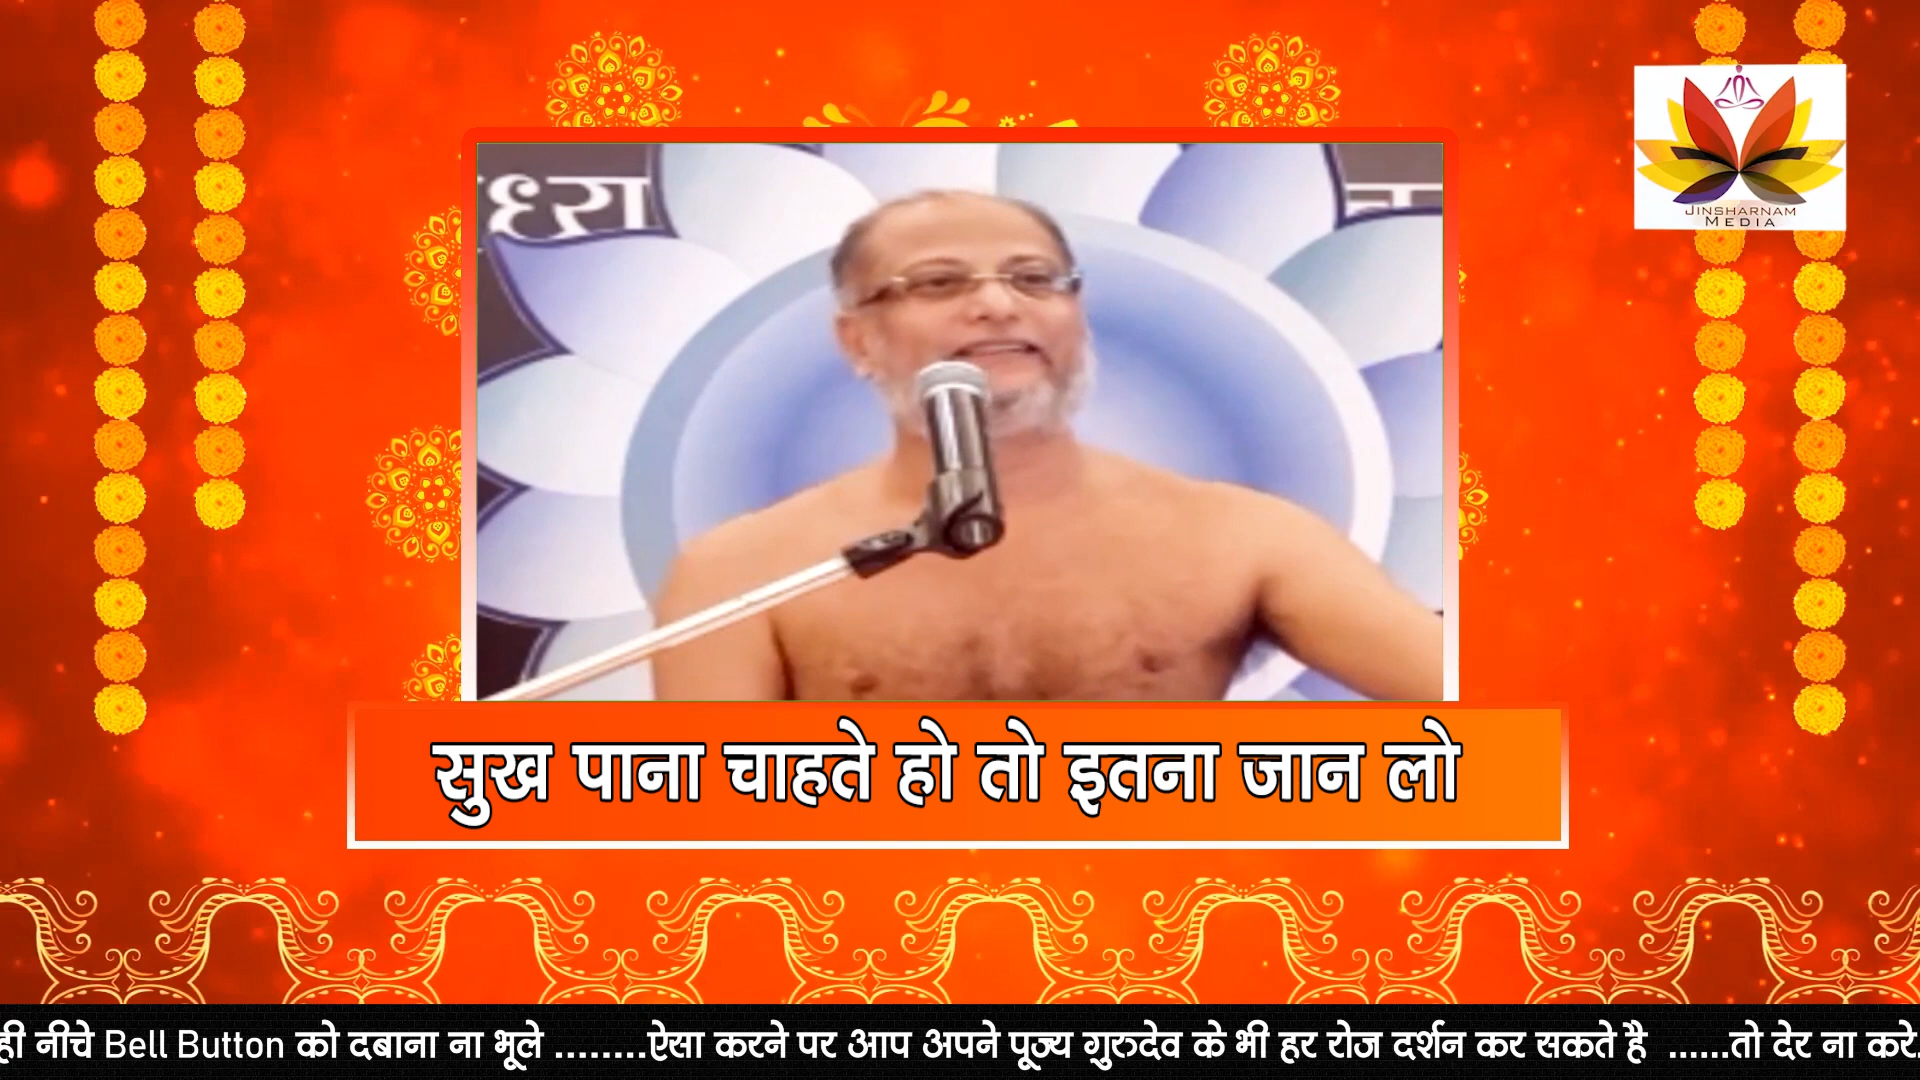 ध्रा
JINSHARNAM
MEDIA
सुख पाना चाहते हो तो इतना जान लो
ही नीचे Bell Button को दबाना ना भूले ........ऐसा करने पर आप अपने पूज्य गुरुदेव के भी हर रोज दर्शन कर सकते है ......तो देर ना करे.